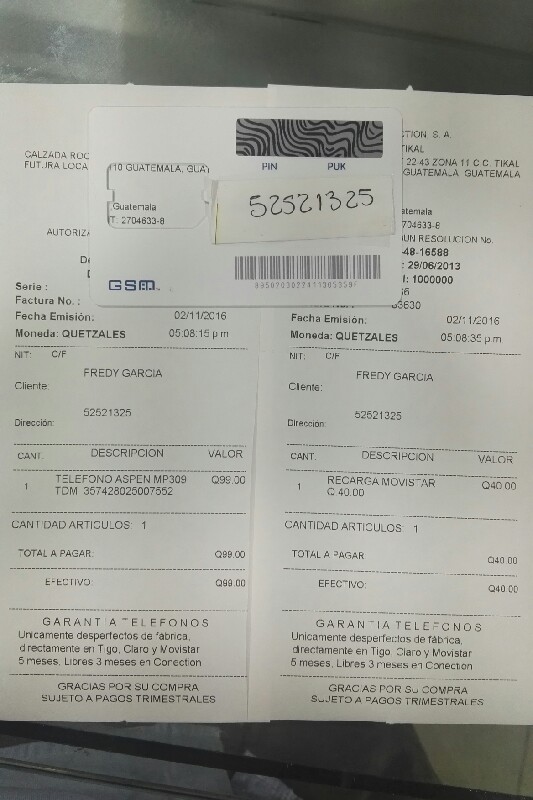 CALZADA ROO
FUTURA LOCA
AUTORIZA
Serie :
Factura No. :
Fecha Emisión: 02/11/2016
Moneda: QUETZALES 05:08:15 p m
NIT: C/F
FREDY GARCIA
Cliente:
52521325
Dirección:
CANT. DESCRIPCION VALOR
1 TELEFONO ASPEN MP309 Q99.00
TDM 357428025007552
CANTIDAD ARTICULOS: 1
TOTAL A PAGAR: Q99.00
EFECTIVO: Q99.00
GARANTIA TELEFONOS
Unicamente desperfectos de fábrica,
directamente en Tigo, Claro y Movistar
5 meses, Libres 3 meses en Conection
GRACIAS POR SU COMPRA
SUJETO A PAGOS TRIMESTRALES
PIN PUK
(10 GUATEMALA, GUA)
Guatemala
IT: 2704633-8
52521325
GSM
CTION S. A.
TIKAL
22-43 ZONA 11 C.C. TIKAL
GUATEMALA GUATEMALA
atemala
4633-8
UN RESOLUCION No.
-48-16588
: 29/06/2013
: 1000000
63630
Fecha Emisión: 02/11/2016
Moneda: QUETZALES 05:08:35 p m
NIT: C/F
FREDY GARCIA
Cliente:
52521325
Dirección:
CANT. DESCRIPCION VALOR
1 RECARGA MOVISTAR Q40.00
Q 40.00
CANTIDAD ARTICULOS: 1
TOTAL A PAGAR Q40.00
EFECTIVO: Q40.00
GARANTIA TELEFONOS
Unicamente desperfectos de fábrica,
directamente en Tigo, Claro y Movistar
5 meses, Libres 3 meses en Conection
GRACIAS POR SU COMPRA
SUJETO A PAGOS TRIMESTRALES